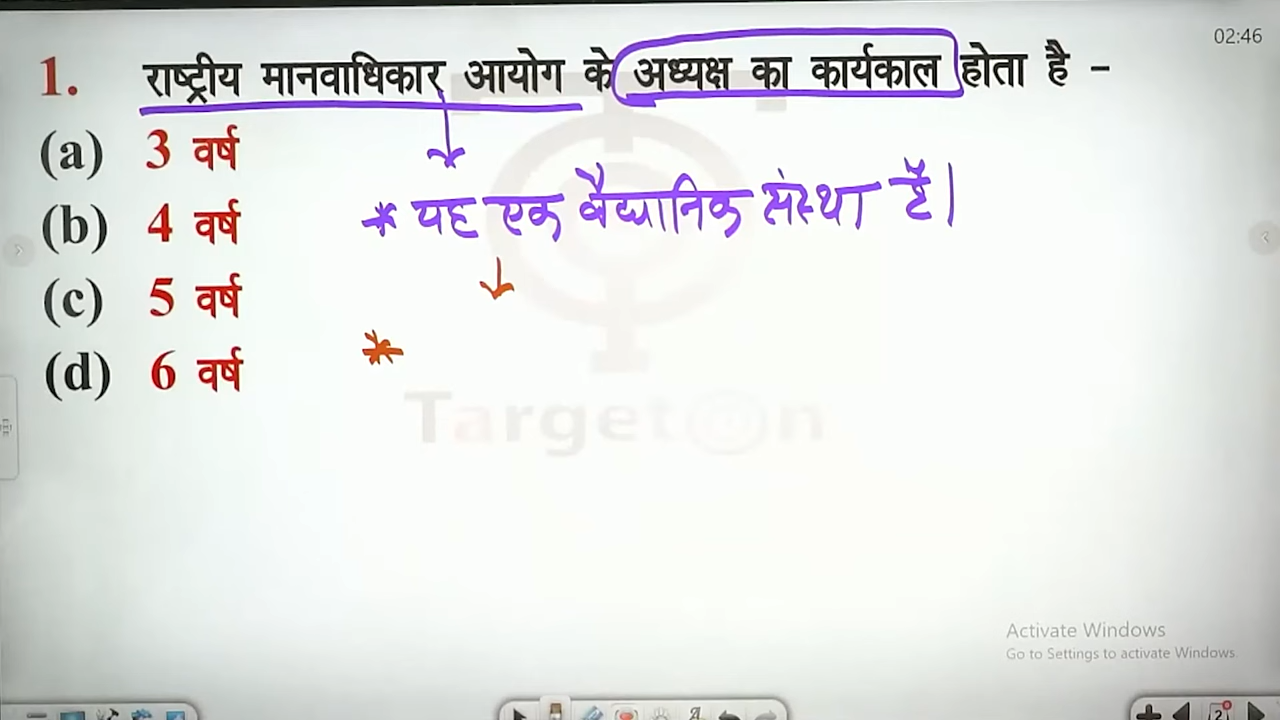 02:46
1. राष्ट्रीय मानवाधिकार आयोग के अध्यक्ष का कार्यकाल होता है -
(a) 3 वर्ष
(b) 4 वर्ष
* यह एक वैधानिक संस्था है।
(c) 5 वर्ष
*
(d) 6 वर्ष
Target@n
Activate Windows
Go to Settings to activate Windows.
2